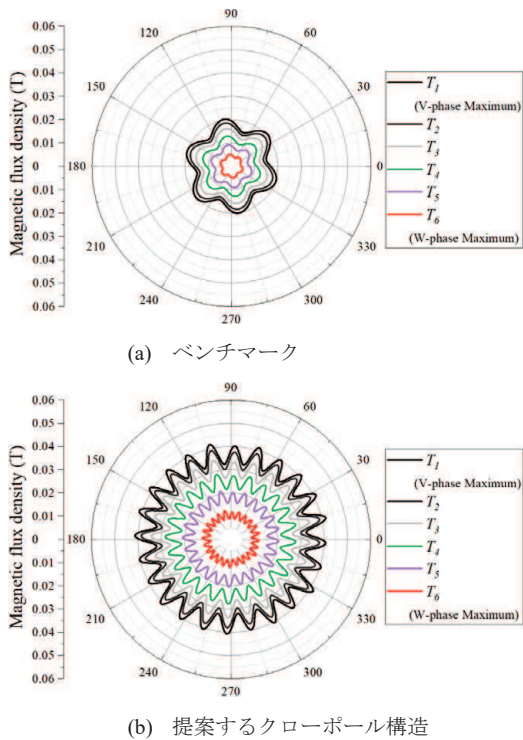 Magnetic flux density (T)
0.06
0.05
0.04
0.03
0.02
0.01
0
0.01
0.02
0.03
0.04
0.05
0.06
90
120
60
150
30
180
0
210
330
240
300
270
T1
(V-phase Maximum)
T2
T3
T4
T5
T6
(W-phase Maximum)
(a) ベンチマーク
Magnetic flux density (T)
0.06
0.05
0.04
0.03
0.02
0.01
0
0.01
0.02
0.03
0.04
0.05
0.06
90
120
60
150
30
180
0
210
330
240
300
270
T1
(V-phase Maximum)
T2
T3
T4
T5
T6
(W-phase Maximum)
(b) 提案するクローポール構造